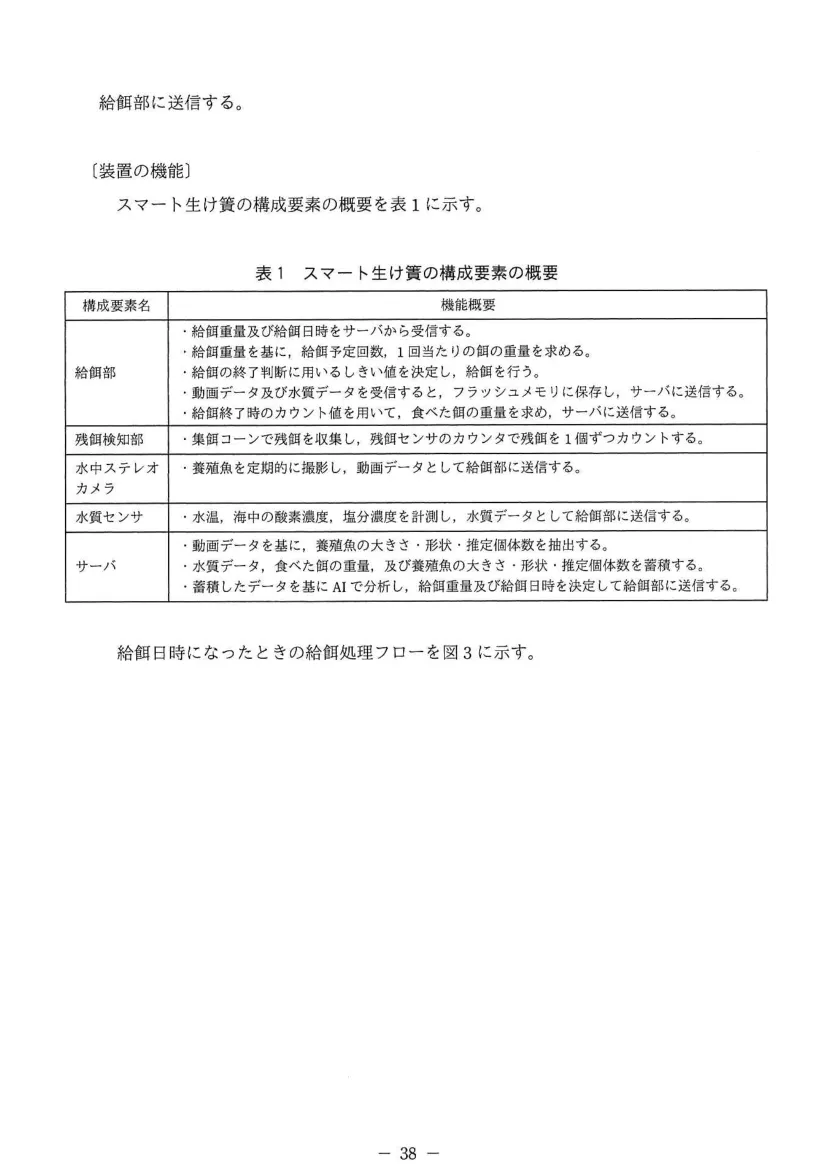 給餌部に送信する。
〔装置の機能〕
スマート生け簀の構成要素の概要を表1に示す。
表1　スマート生け簀の構成要素の概要
構成要素名
機能概要
給餌部
・給餌重量及び給餌日時をサーバから受信する。
・給餌重量を基に，給餌予定回数，1回当たりの餌の重量を求める。
・給餌の終了判断に用いるしきい値を決定し，給餌を行う。
・動画データ及び水質データを受信すると，フラッシュメモリに保存し，サーバに送信する。
・給餌終了時のカウント値を用いて，食べた餌の重量を求め，サーバに送信する。
残餌検知部
・集餌コーンで残餌を収集し，残餌センサのカウンタで残餌を1個ずつカウントする。
水中ステレオ
カメラ
・養殖魚を定期的に撮影し，動画データとして給餌部に送信する。
水質センサ
・水温，海中の酸素濃度，塩分濃度を計測し，水質データとして給餌部に送信する。
サーバ
・動画データを基に，養殖魚の大きさ・形状・推定個体数を抽出する。
・水質データ，食べた餌の重量，及び養殖魚の大きさ・形状・推定個体数を蓄積する。
・蓄積したデータを基に AI で分析し，給餌重量及び給餌日時を決定して給餌部に送信する。
給餌日時になったときの給餌処理フローを図3に示す。
－ 38 －